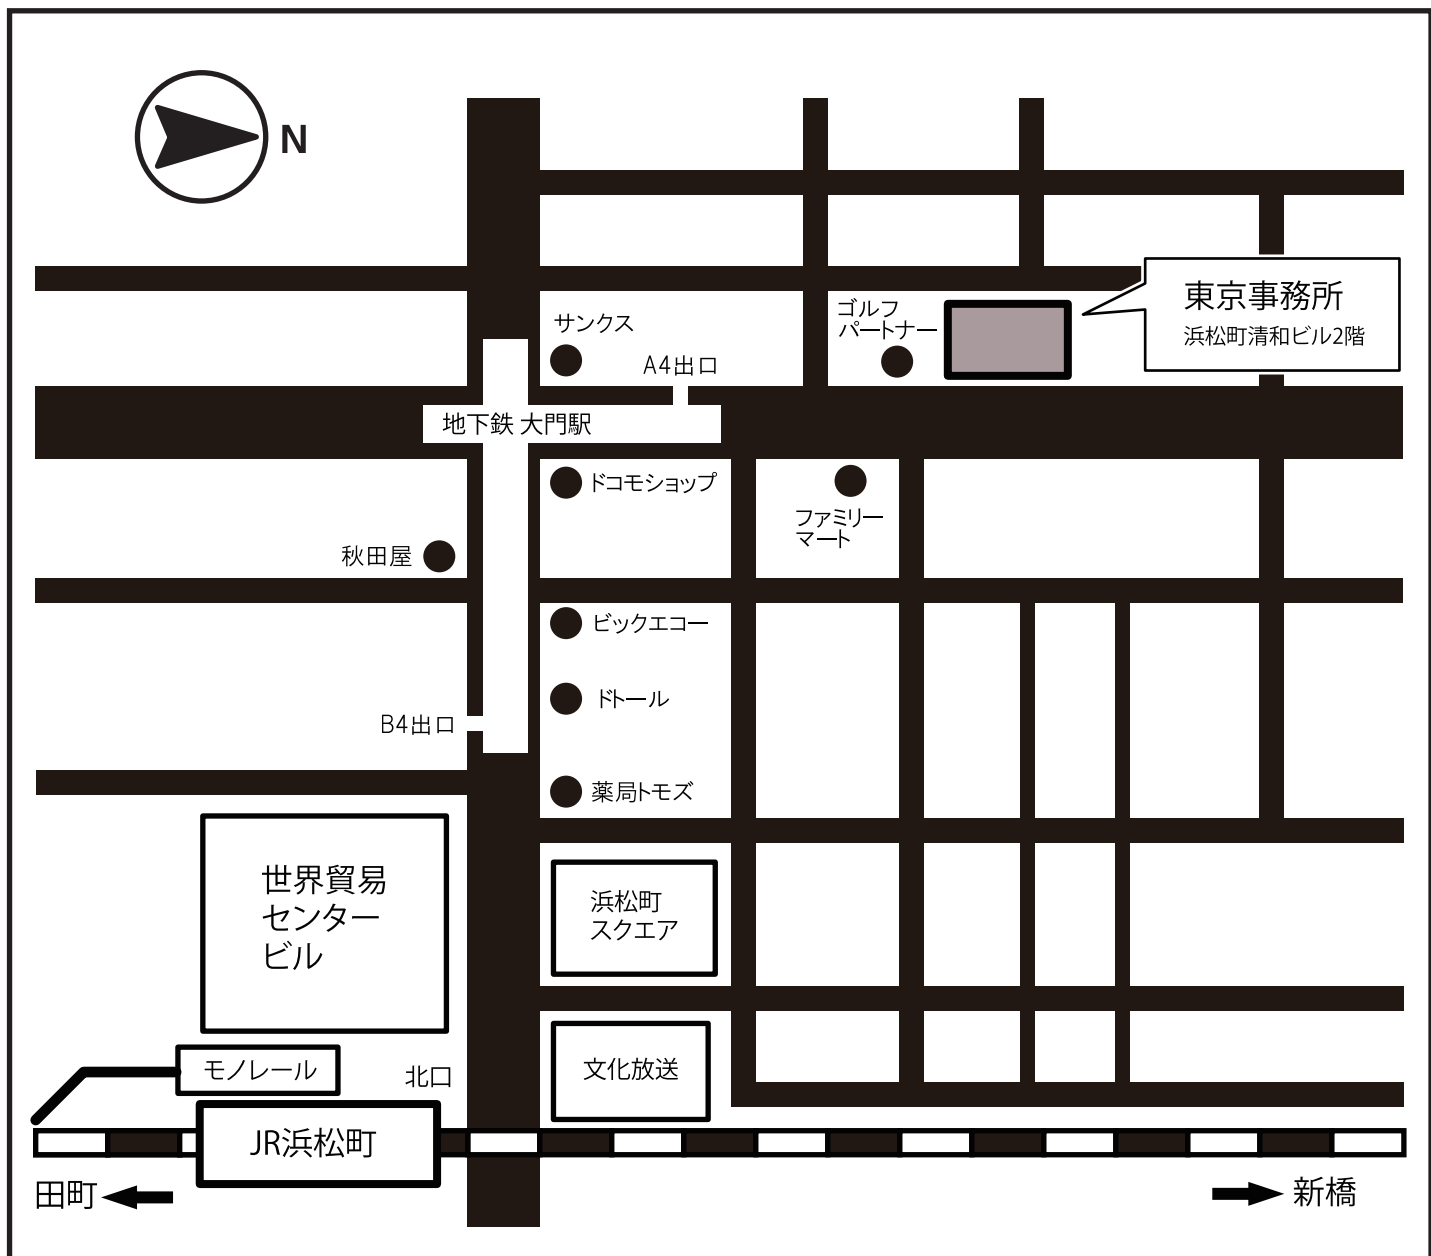 N
東京事務所
浜松町清和ビル2階
サンクス
ゴルフ
パートナー
A4出口
地下鉄 大門駅
ドコモショップ
ファミリー
マート
秋田屋
ビックエコー
ドトール
B4出口
薬局トモズ
世界貿易
センター
ビル
浜松町
スクエア
モノレール
北口
文化放送
JR浜松町
田町
新橋